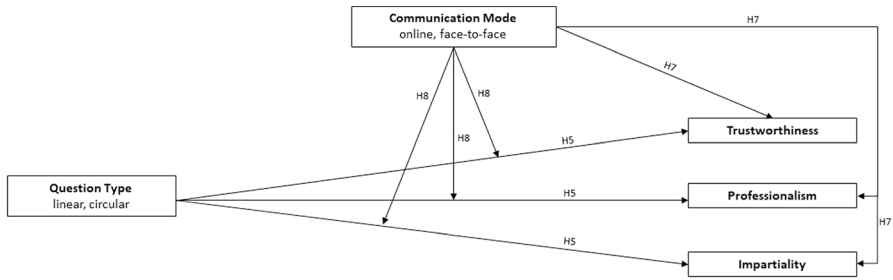 Communication Mode
online, face-to-face
H7
H7
H8
H8
H8
H5
Trustworthiness
Question Type
linear, circular
H5
Professionalism
H7
H5
Impartiality